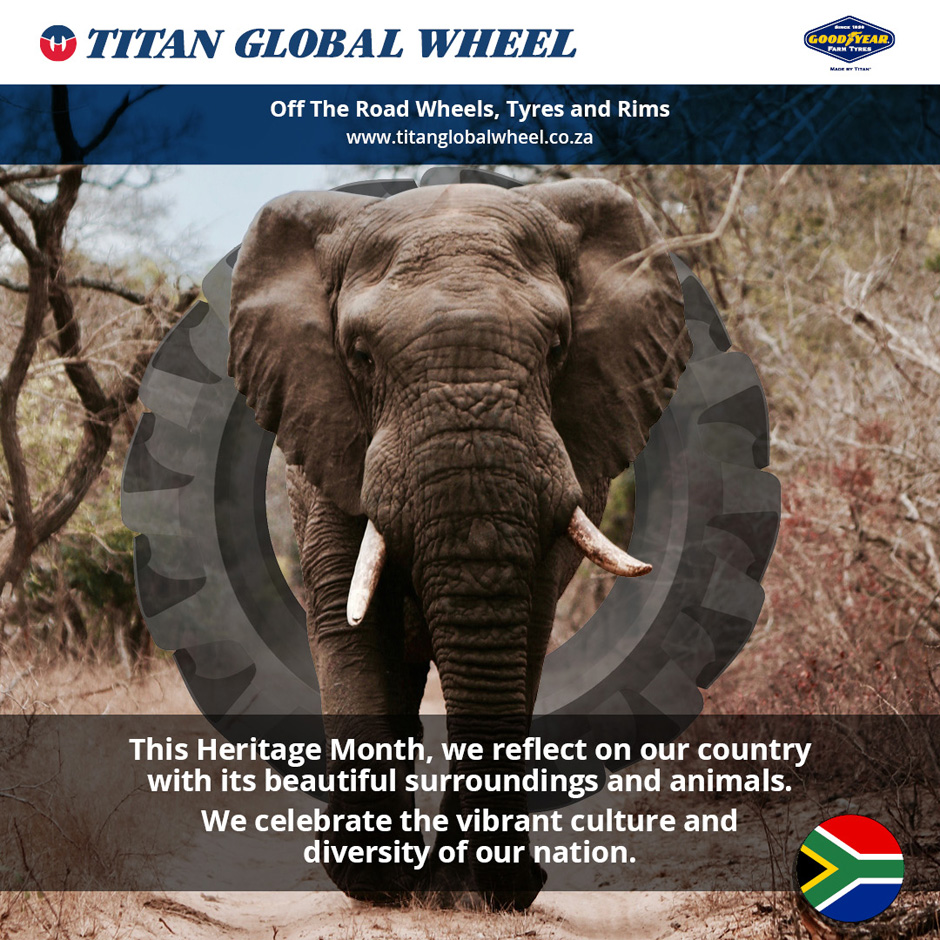 TITAN GLOBAL WHEEL
SINCE 1898
GOODYEAR
FARM TYRES
MADE BY TITAN™
Off The Road Wheels, Tyres and Rims
www.titanglobalwheel.co.za
This Heritage Month, we reflect on our country
with its beautiful surroundings and animals.
We celebrate the vibrant culture and
diversity of our nation.